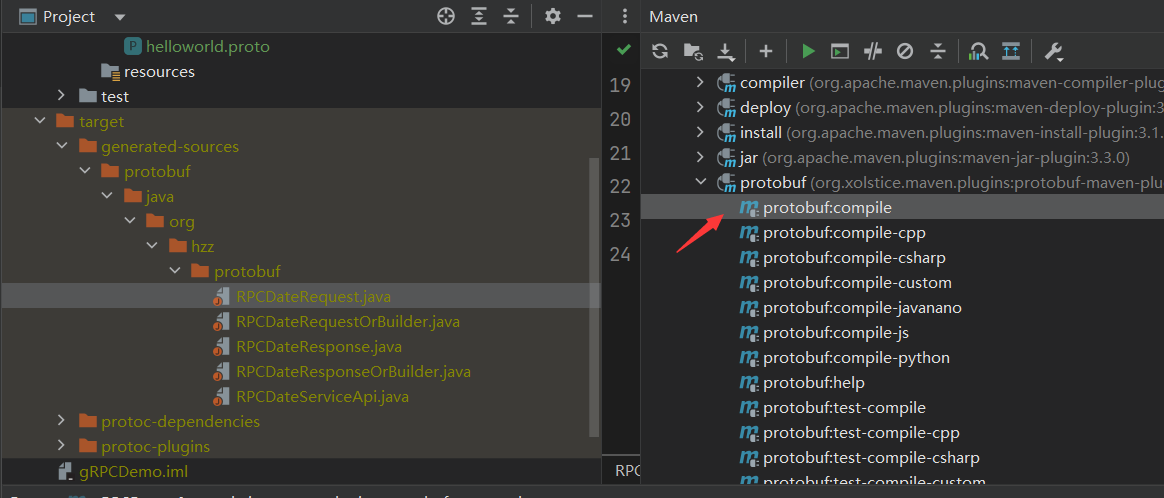 Project
helloworld.proto
resources
test
target
generated-sources
protobuf
java
org
hzz
protobuf
RPCDateRequest.java
RPCDateRequestOrBuilder.java
RPCDateResponse.java
RPCDateResponseOrBuilder.java
RPCDateServiceApi.java
protoc-dependencies
protoc-plugins
gRPCDemo.iml
19
20
21
22
23
24
RPC
Maven
compiler (org.apache.maven.plugins:maven-compiler-plug
deploy (org.apache.maven.plugins:maven-deploy-plugin:3
install (org.apache.maven.plugins:maven-install-plugin:3.1.
jar (org.apache.maven.plugins:maven-jar-plugin:3.3.0)
protobuf (org.xolstice.maven.plugins:protobuf-maven-plu
protobuf:compile
protobuf:compile-cpp
protobuf:compile-csharp
protobuf:compile-custom
protobuf:compile-javanano
protobuf:compile-js
protobuf:compile-python
protobuf:help
protobuf:test-compile
protobuf:test-compile-cpp
protobuf:test-compile-csharp
protobuf:test-compile-custom